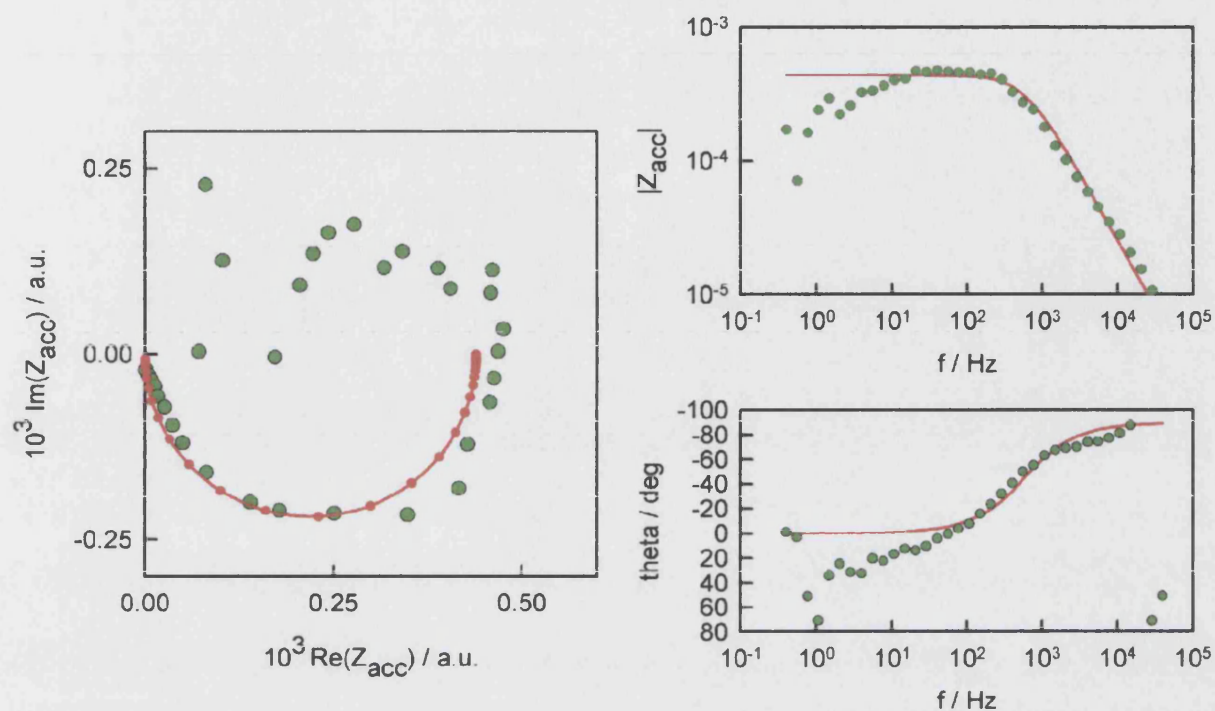 0.25
0.00
-0.25
10³ Im(Z_acc) / a.u.
0.00
0.25
0.50
10³ Re(Z_acc) / a.u.
10⁻³
10⁻⁴
10⁻⁵
|Z_acc|
10⁻¹ 10⁰ 10¹ 10² 10³ 10⁴ 10⁵
f / Hz
-100
-80
-60
-40
-20
0
20
40
60
80
theta / deg
10⁻¹ 10⁰ 10¹ 10² 10³ 10⁴ 10⁵
f / Hz